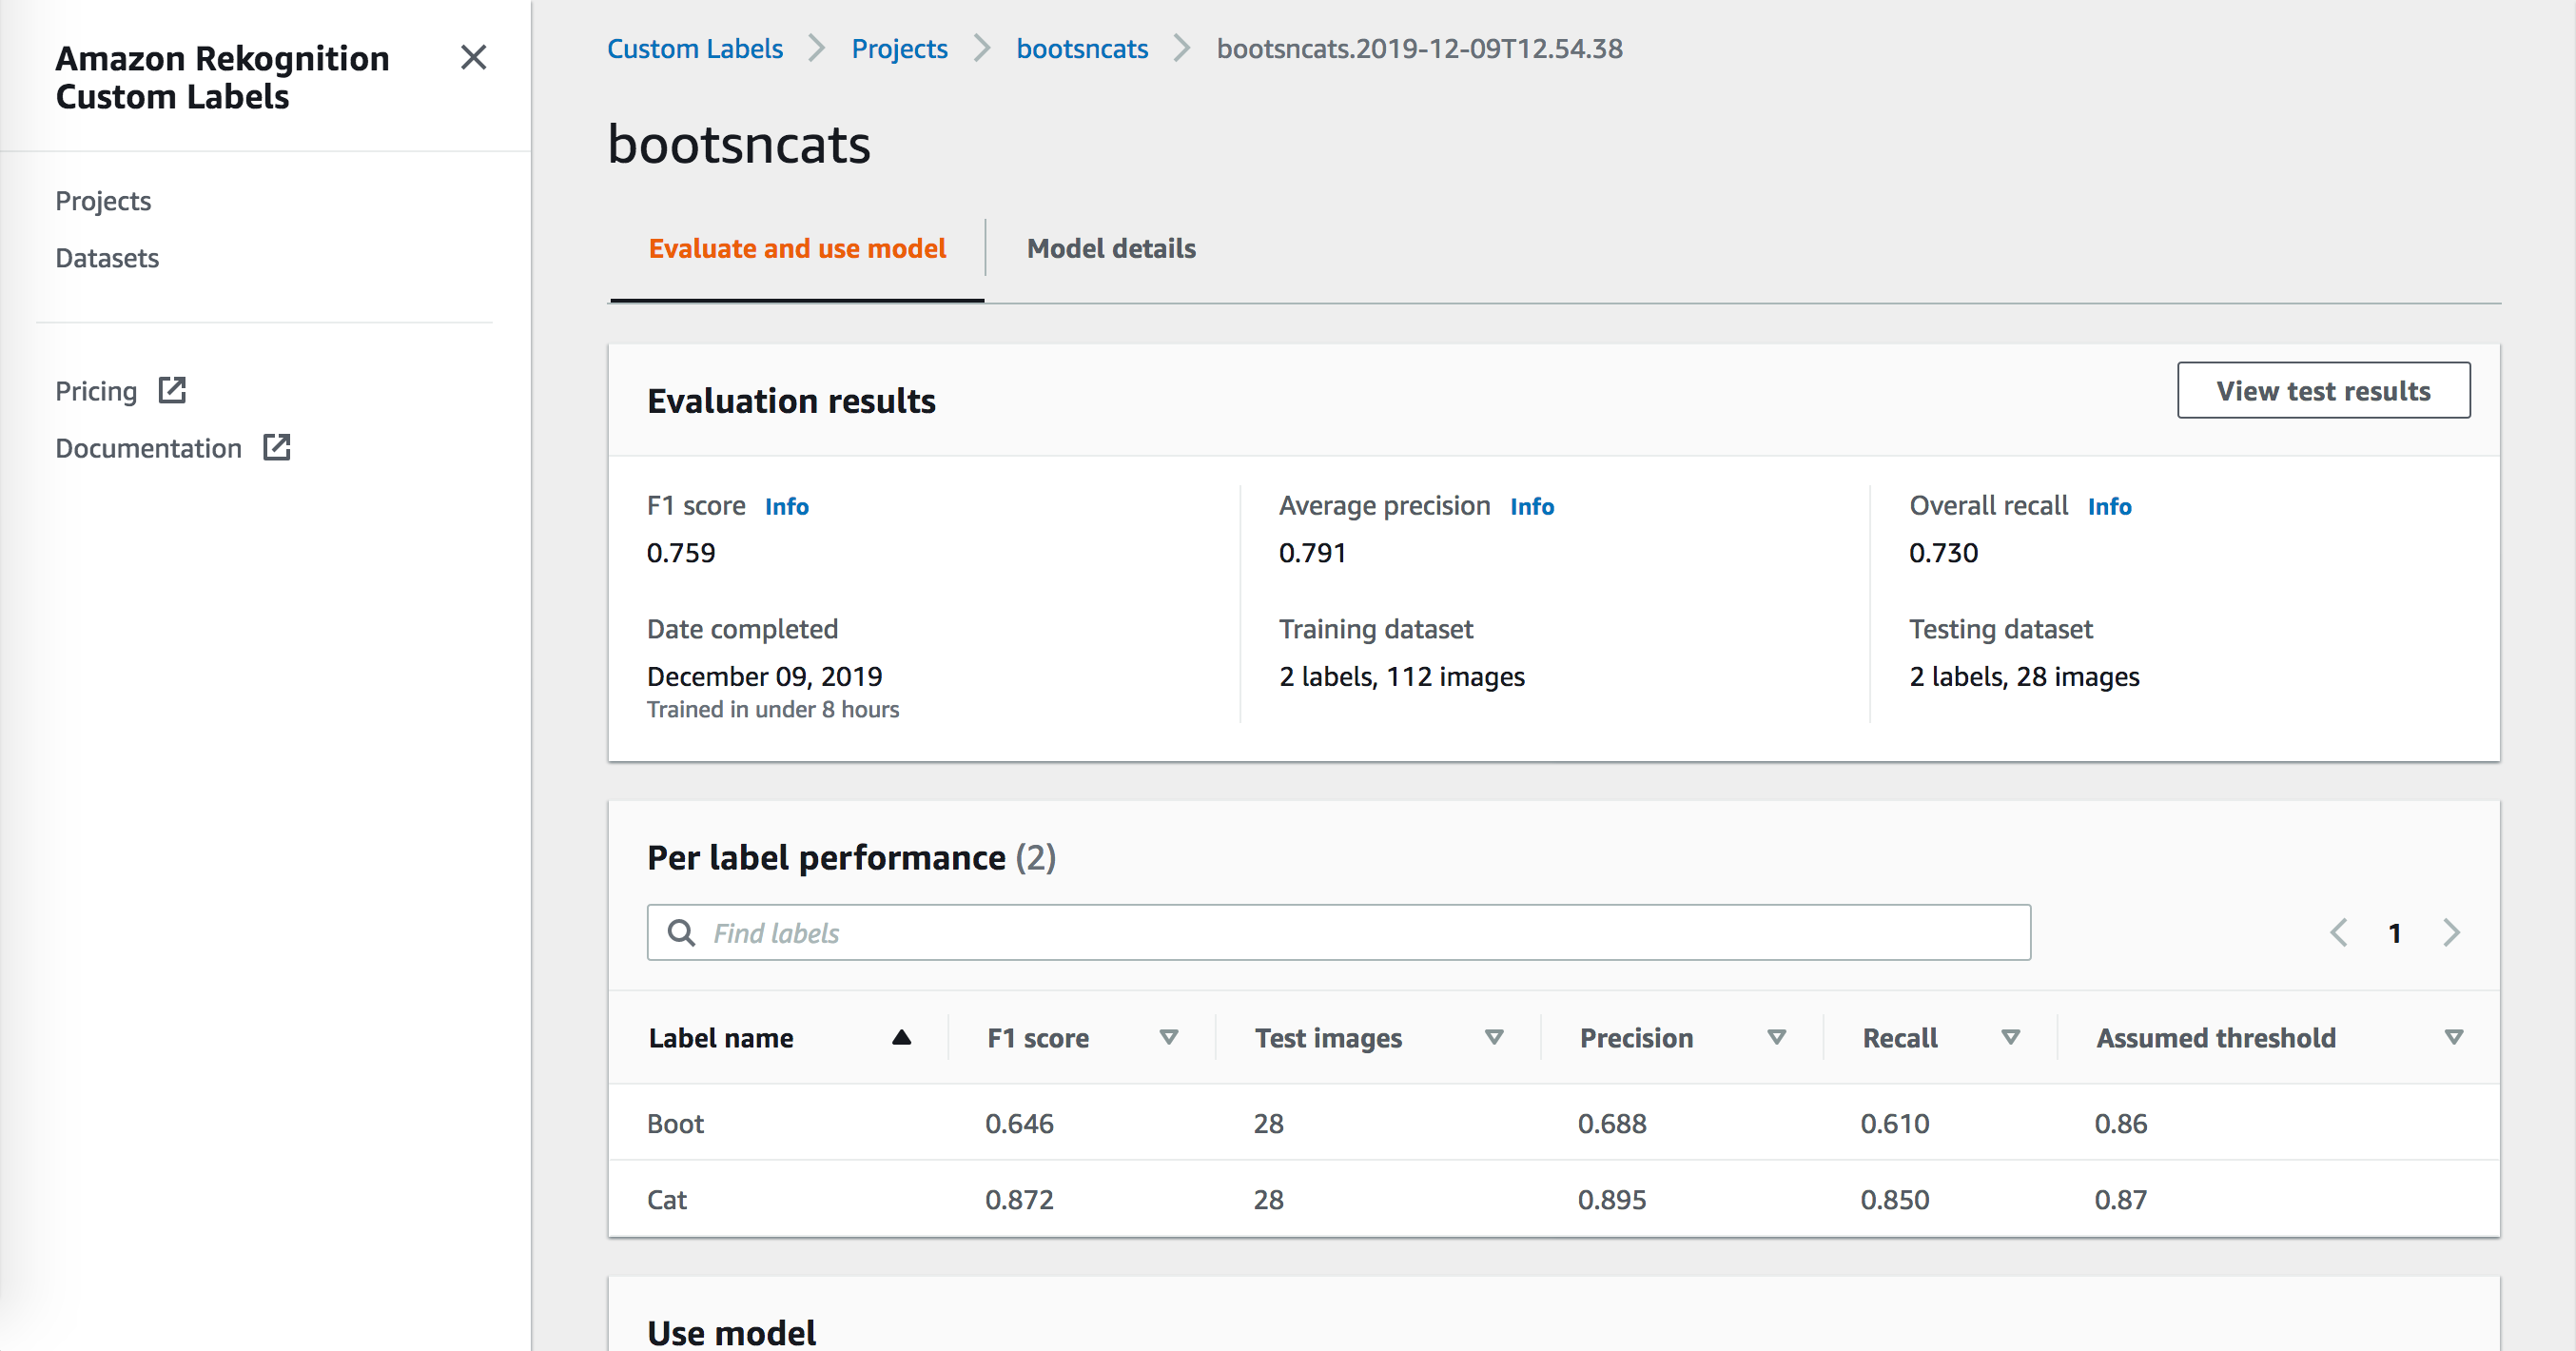 Amazon Rekognition
Custom Labels
Projects
Datasets
Pricing
Documentation
Custom Labels Projects bootsncats bootsncats.2019-12-09T12.54.38
bootsncats
Evaluate and use model Model details
Evaluation results View test results
F1 score Info Average precision Info Overall recall Info
0.759 0.791 0.730
Date completed Training dataset Testing dataset
December 09, 2019 2 labels, 112 images 2 labels, 28 images
Trained in under 8 hours
Per label performance (2)
Find labels 1
Label name F1 score Test images Precision Recall Assumed threshold
Boot 0.646 28 0.688 0.610 0.86
Cat 0.872 28 0.895 0.850 0.87
Use model